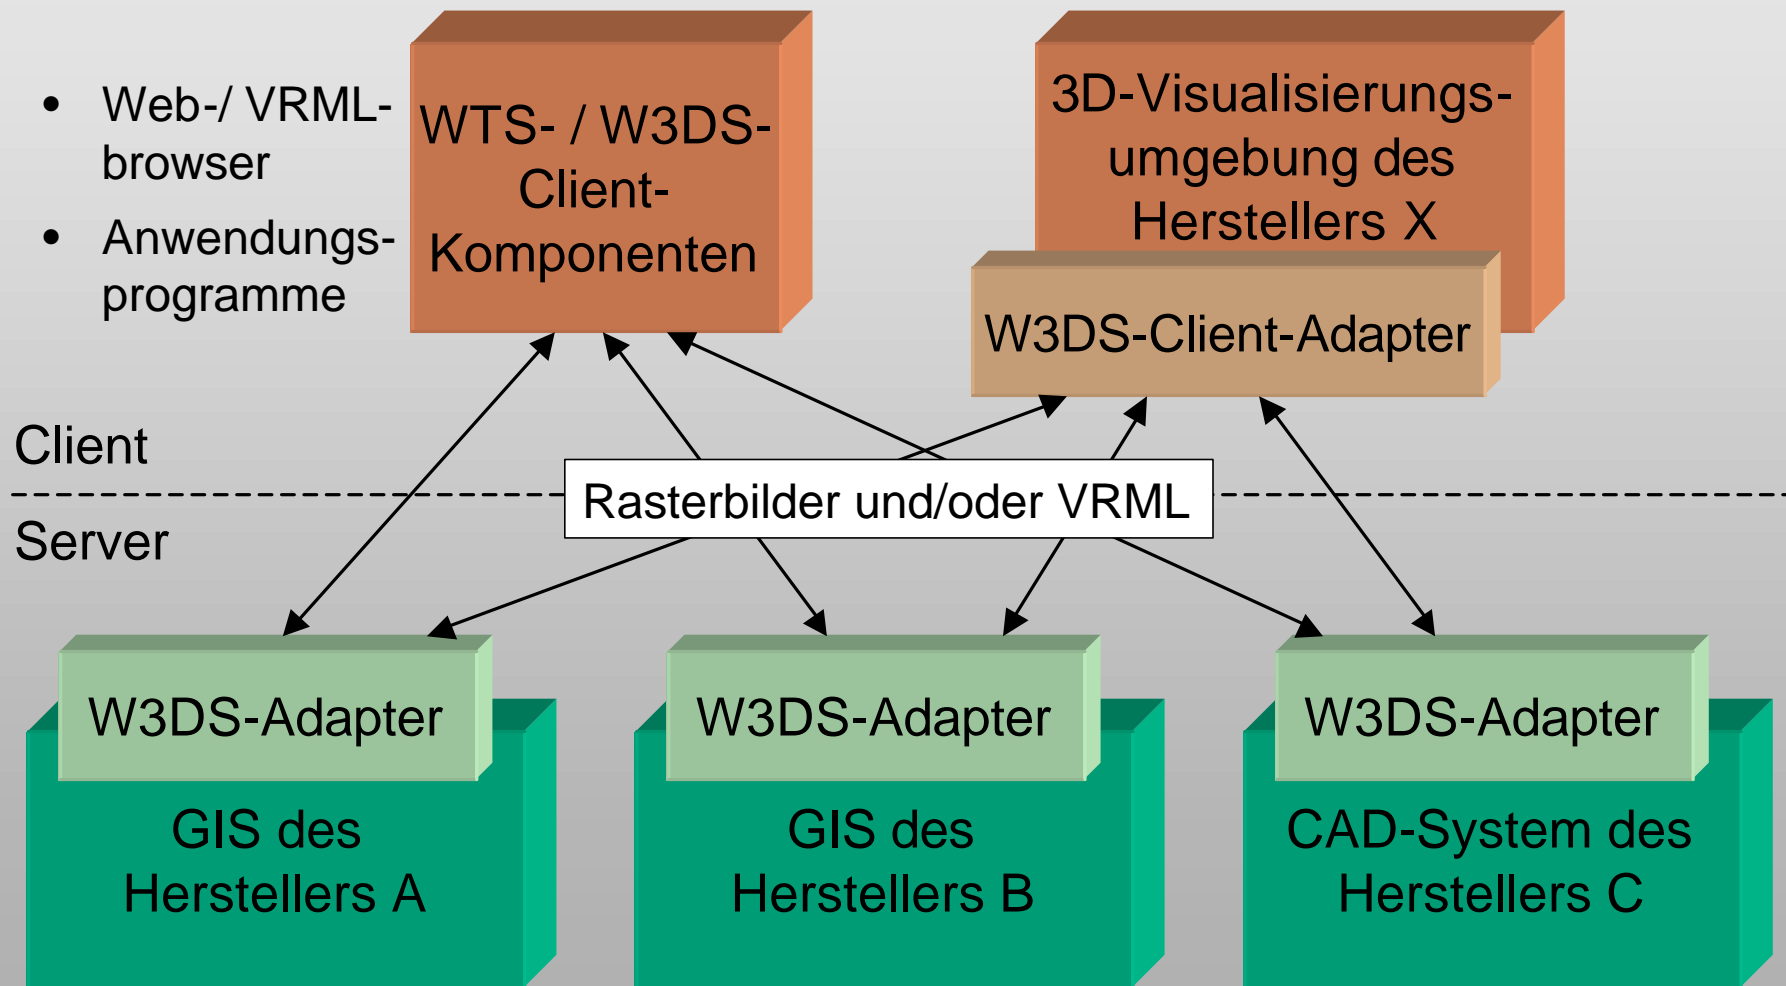 • Web-/ VRML-
browser
• Anwendungs-
programme
WTS- / W3DS-
Client-
Komponenten
3D-Visualisierungs-
umgebung des
Herstellers X
W3DS-Client-Adapter
Client
Rasterbilder und/oder VRML
Server
W3DS-Adapter
GIS des
Herstellers A
W3DS-Adapter
GIS des
Herstellers B
W3DS-Adapter
CAD-System des
Herstellers C